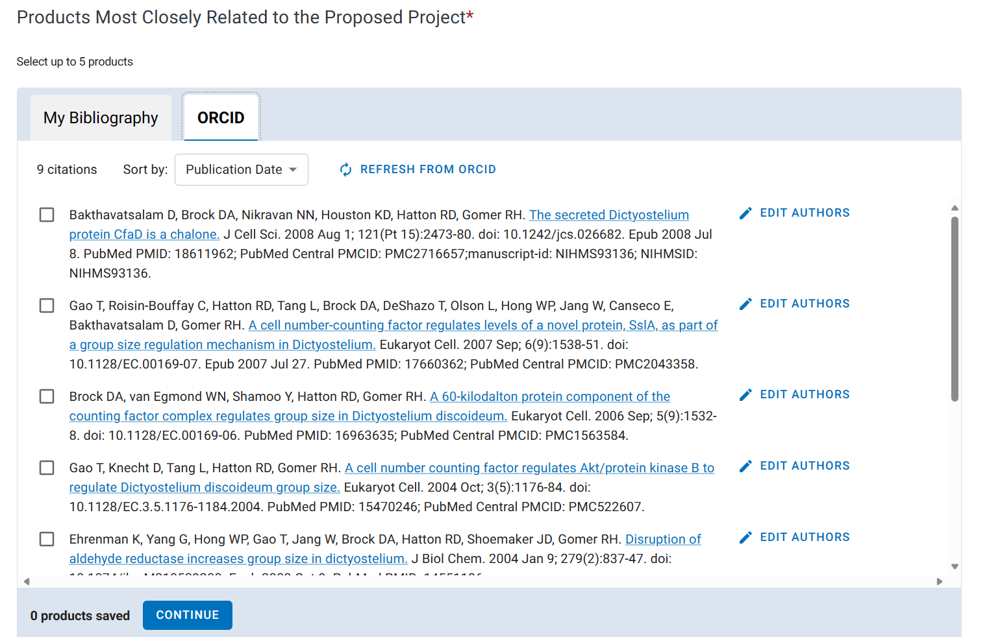 Products Most Closely Related to the Proposed Project*
Select up to 5 products
My Bibliography
ORCID
9 citations
Sort by:
Publication Date
REFRESH FROM ORCID
Bakthavatsalam D, Brock DA, Nikravan NN, Houston KD, Hatton RD, Gomer RH. The secreted Dictyostelium
protein CfaD is a chalone. J Cell Sci. 2008 Aug 1; 121(Pt 15):2473-80. doi: 10.1242/jcs.026682. Epub 2008 Jul
8. PubMed PMID: 18611962; PubMed Central PMCID: PMC2716657;manuscript-id: NIHMS93136; NIHMSID:
NIHMS93136.
EDIT AUTHORS
Gao T, Roisin-Bouffay C, Hatton RD, Tang L, Brock DA, DeShazo T, Olson L, Hong WP, Jang W, Canseco E,
Bakthavatsalam D, Gomer RH. A cell number-counting factor regulates levels of a novel protein, SslA, as part of
a group size regulation mechanism in Dictyostelium. Eukaryot Cell. 2007 Sep; 6(9):1538-51. doi:
10.1128/EC.00169-07. Epub 2007 Jul 27. PubMed PMID: 17660362; PubMed Central PMCID: PMC2043358.
EDIT AUTHORS
Brock DA, van Egmond WN, Shamoo Y, Hatton RD, Gomer RH. A 60-kilodalton protein component of the
counting factor complex regulates group size in Dictyostelium discoideum. Eukaryot Cell. 2006 Sep; 5(9):1532-
8. doi: 10.1128/EC.00169-06. PubMed PMID: 16963635; PubMed Central PMCID: PMC1563584.
EDIT AUTHORS
Gao T, Knecht D, Tang L, Hatton RD, Gomer RH. A cell number counting factor regulates Akt/protein kinase B to
regulate Dictyostelium discoideum group size. Eukaryot Cell. 2004 Oct; 3(5):1176-84. doi:
10.1128/EC.3.5.1176-1184.2004. PubMed PMID: 15470246; PubMed Central PMCID: PMC522607.
EDIT AUTHORS
Ehrenman K, Yang G, Hong WP, Gao T, Jang W, Brock DA, Hatton RD, Shoemaker JD, Gomer RH. Disruption of
aldehyde reductase increases group size in dictyostelium. J Biol Chem. 2004 Jan 9; 279(2):837-47. doi:
EDIT AUTHORS
0 products saved
CONTINUE